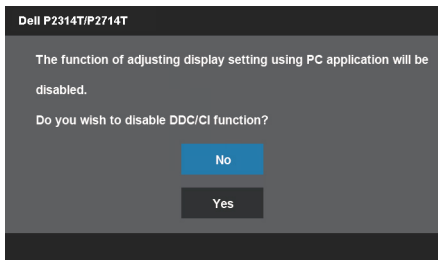 Dell P2314T/P2714T
The function of adjusting display setting using PC application will be
disabled.
Do you wish to disable DDC/CI function?
No
Yes